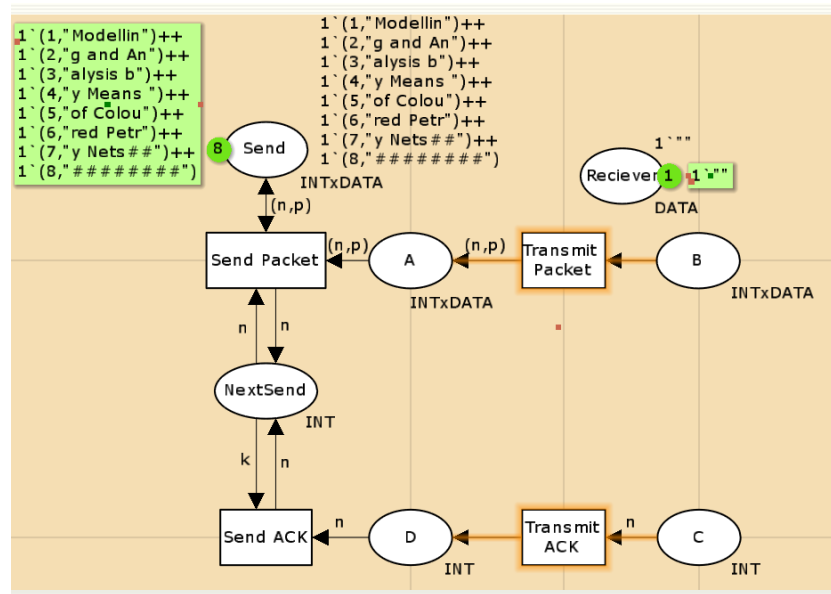 1`(1,"Modellin")++
1`(2,"g and An")++
1`(3,"alysis b")++
1`(4,"y Means ")++
1`(5,"of Colou")++
1`(6,"red Petr")++
1`(7,"y Nets##")++
1`(8,"########")
1`(1,"Modellin")++
1`(2,"g and An")++
1`(3,"alysis b")++
1`(4,"y Means ")++
1`(5,"of Colou")++
1`(6,"red Petr")++
1`(7,"y Nets##")++
1`(8,"########")
8
Send
INTxDATA
1`""
Reciever
1
1`""
DATA
(n,p)
Send Packet
(n,p)
A
INTxDATA
(n,p)
Transmit
Packet
B
INTxDATA
n
n
NextSend
INT
k
n
Send ACK
n
D
INT
Transmit
ACK
n
C
INT